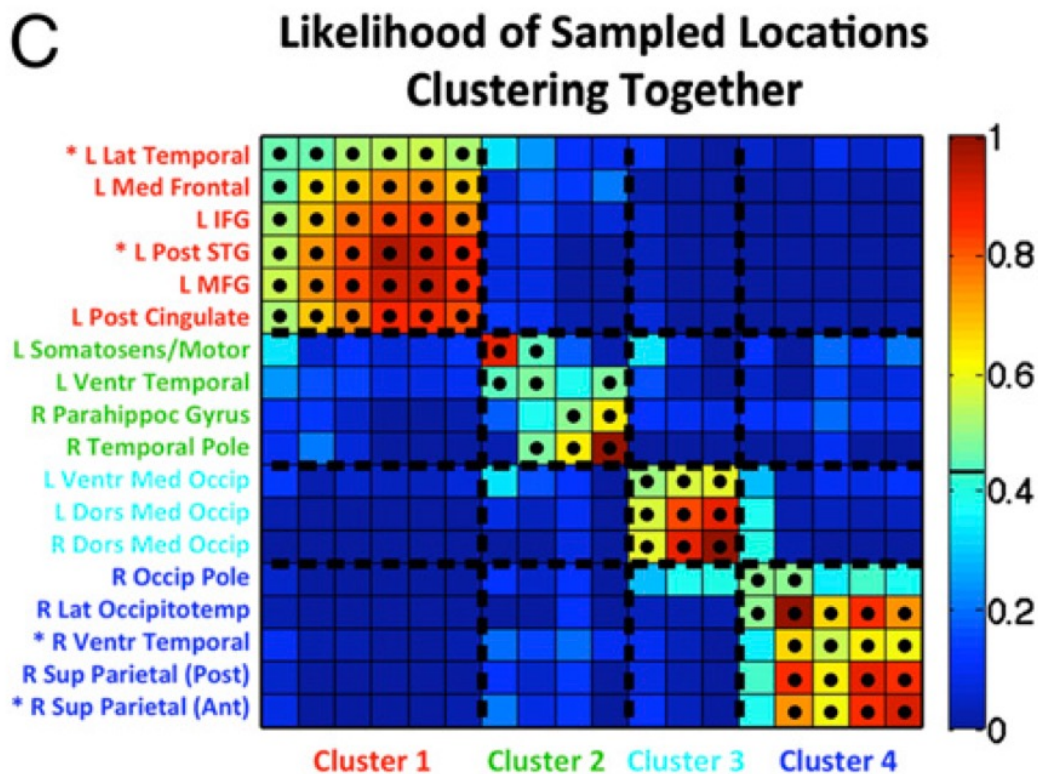 C
Likelihood of Sampled Locations
Clustering Together
* L Lat Temporal
L Med Frontal
L IFG
* L Post STG
L MFG
L Post Cingulate
L Somatosens/Motor
L Ventr Temporal
R Parahippoc Gyrus
R Temporal Pole
L Ventr Med Occip
L Dors Med Occip
R Dors Med Occip
R Occip Pole
R Lat Occipitotemp
* R Ventr Temporal
R Sup Parietal (Post)
* R Sup Parietal (Ant)
1
0.8
0.6
0.4
0.2
0
Cluster 1 Cluster 2 Cluster 3 Cluster 4